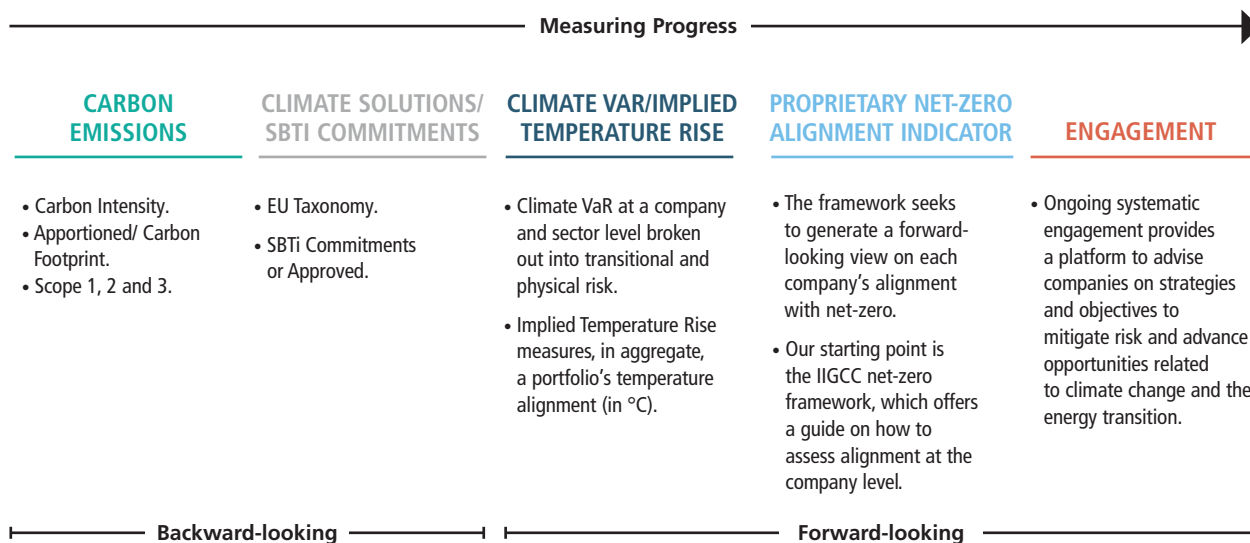 Measuring Progress
CARBON
EMISSIONS
• Carbon Intensity.
• Apportioned/ Carbon
Footprint.
• Scope 1, 2 and 3.
CLIMATE SOLUTIONS/
SBTI COMMITMENTS
• EU Taxonomy.
• SBTi Commitments
or Approved.
CLIMATE VAR/IMPLIED
TEMPERATURE RISE
• Climate VaR at a company
and sector level broken
out into transitional and
physical risk.
• Implied Temperature Rise
measures, in aggregate,
a portfolio's temperature
alignment (in °C).
PROPRIETARY NET-ZERO
ALIGNMENT INDICATOR
• The framework seeks
to generate a forward-
looking view on each
company's alignment
with net-zero.
• Our starting point is
the IIGCC net-zero
framework, which offers
a guide on how to
assess alignment at the
company level.
ENGAGEMENT
• Ongoing systematic
engagement provides
a platform to advise
companies on strategies
and objectives to
mitigate risk and advance
opportunities related
to climate change and the
energy transition.
Backward-looking
Forward-looking